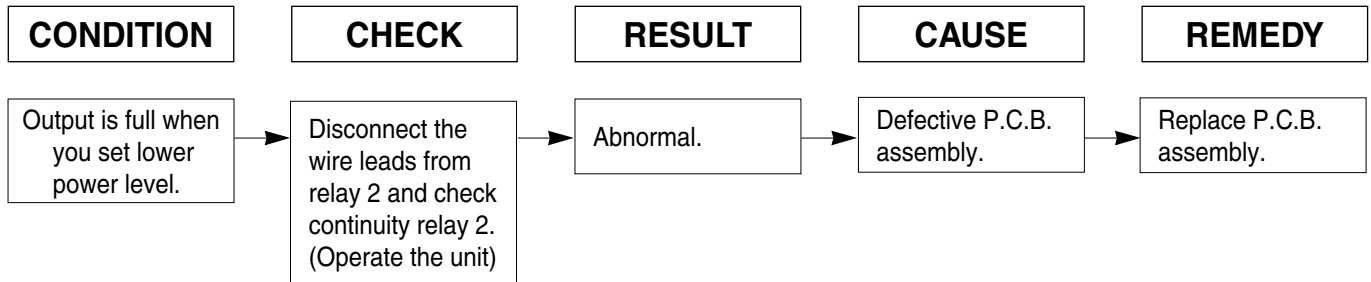 CONDITION
CHECK
RESULT
CAUSE
REMEDY
Output is full when
you set lower
power level.
Disconnect the
wire leads from
relay 2 and check
continuity relay 2.
(Operate the unit)
Abnormal.
Defective P.C.B.
assembly.
Replace P.C.B.
assembly.